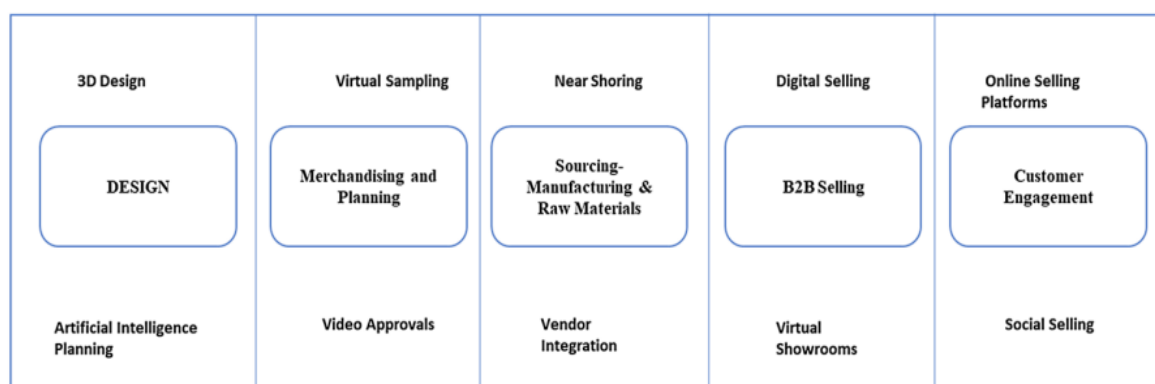 3D Design
Virtual Sampling
Near Shoring
Digital Selling
Online Selling
Platforms
DESIGN
Merchandising and
Planning
Sourcing-
Manufacturing &
Raw Materials
B2B Selling
Customer
Engagement
Artificial Intelligence
Planning
Video Approvals
Vendor
Integration
Virtual
Showrooms
Social Selling